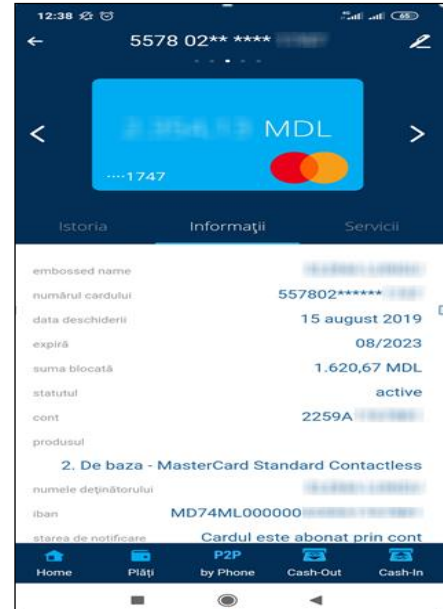 12:38
65
5578 02** ****
MDL
····1747
Istoria
Informaţii
Servicii
embossed name
numărul cardului 557802******
data deschiderii 15 august 2019
expiră 08/2023
suma blocată 1.620,67 MDL
statutul active
cont 2259A
produsul
2. De baza - MasterCard Standard Contactless
numele deţinătorului
iban MD74ML000000
starea de notificare Cardul este abonat prin cont
Home
Plăţi
P2P
by Phone
Cash-Out
Cash-In